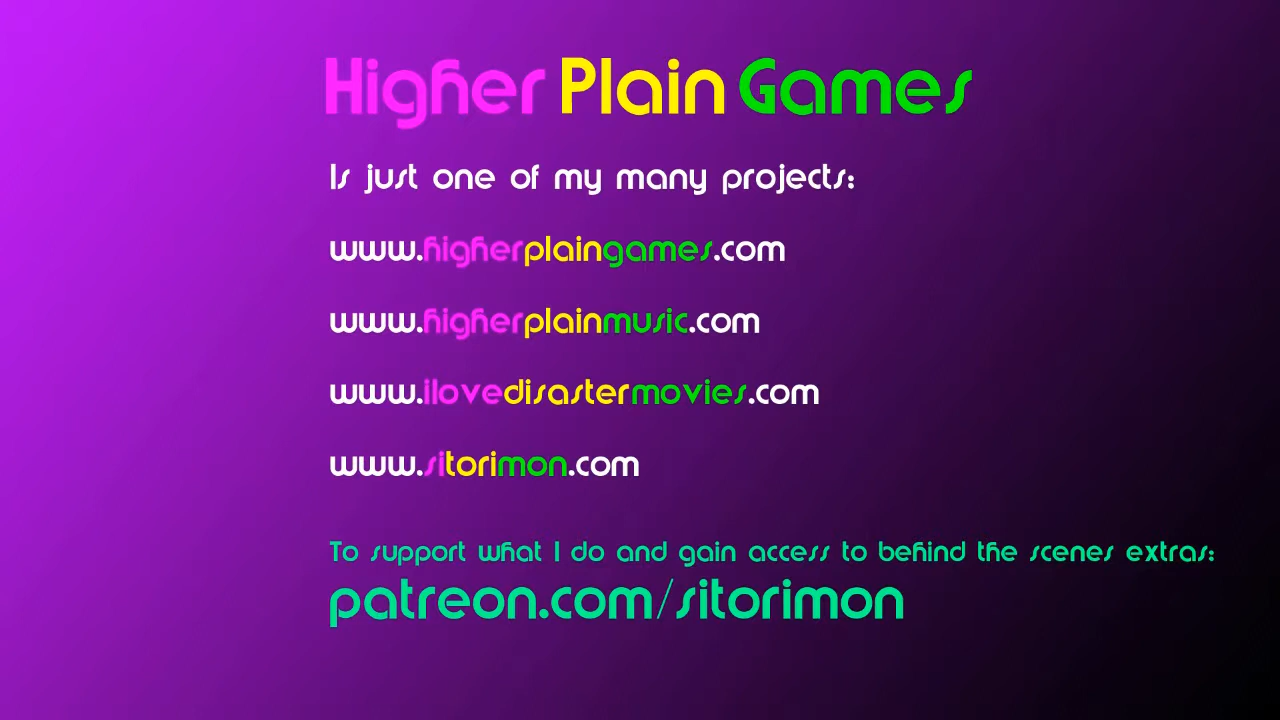 Higher Plain Games
Is just one of my many projects:
www.higherplaingames.com
www.higherplainmusic.com
www.ilovedisastermovies.com
www.sitorimon.com
To support what I do and gain access to behind the scenes extras:
patreon.com/sitorimon